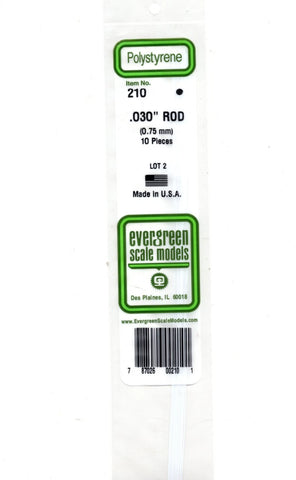 Polystyrene
Item No.
210
.030" ROD
(0.75 mm)
10 Pieces
LOT 2
Made in U.S.A.
evergreen
scale models
Des Plaines, IL 60018
www.EvergreenScaleModels.com
7 87026 00210 1